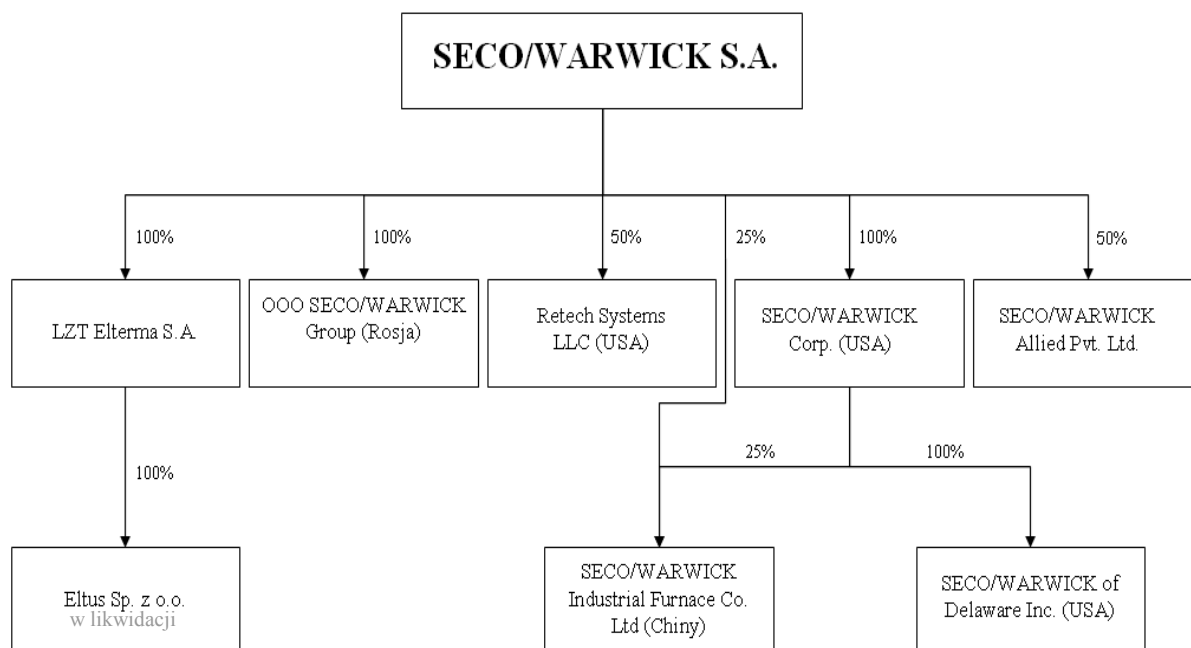 SECO/WARWICK S.A.
100%
100%
50%
25%
100%
50%
LZT Elterma S.A.
OOO SECO/WARWICK
Group (Rosja)
Retech Systems
LLC (USA)
SECO/WARWICK
Corp. (USA)
SECO/WARWICK
Allied Pvt. Ltd.
100%
25%
100%
Eltus Sp. z o.o.
w likwidacji
SECO/WARWICK
Industrial Furnace Co.
Ltd (Chiny)
SECO/WARWICK of
Delaware Inc. (USA)